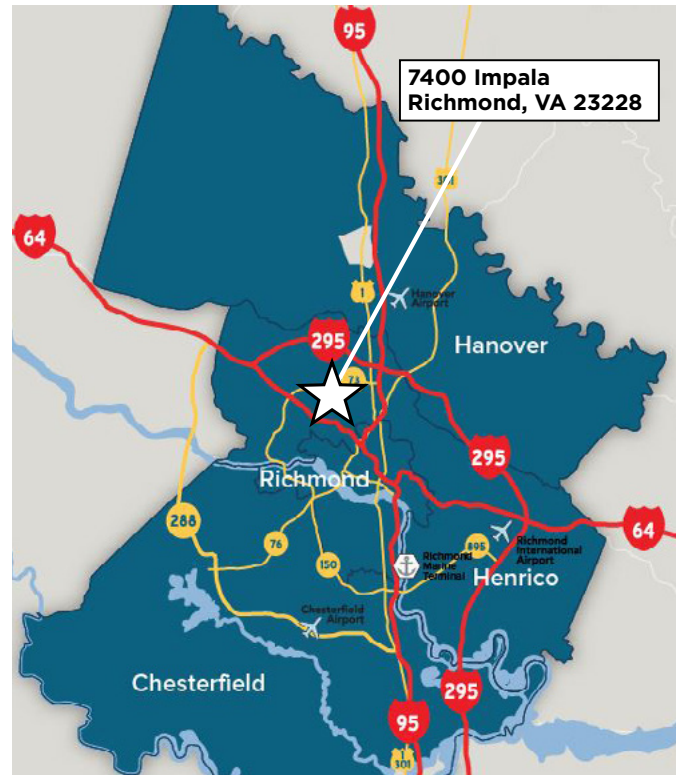 95
7400 Impala
Richmond, VA 23228
301
64
1
Hanover
Airport
295
Hanover
73
295
Richmond
288
64
76
895
Richmond
International
Airport
150
Richmond
Marine
Terminal
Henrico
Chesterfield
Airport
Chesterfield
295
95
1
301